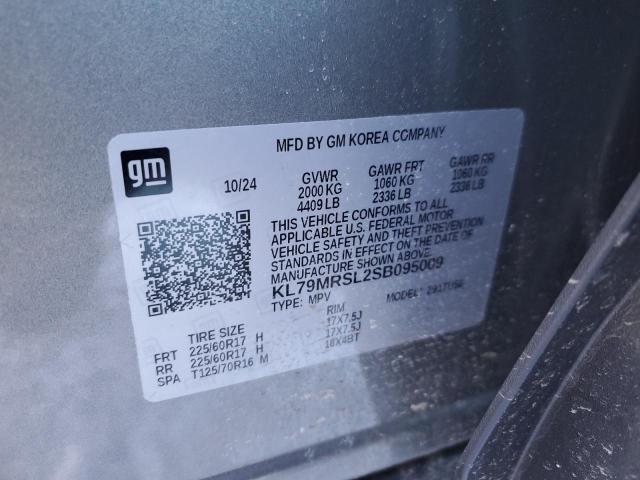 MFD BY GM KOREA COMPANY
gm
10/24
GVWR GAWR FRT GAWR RR
2000 KG 1060 KG 1060 KG
4409 LB 2336 LB 2336 LB
THIS VEHICLE CONFORMS TO ALL
APPLICABLE U.S. FEDERAL MOTOR
VEHICLE SAFETY AND THEFT PREVENTION
STANDARDS IN EFFECT ON THE DATE OF
MANUFACTURE SHOWN ABOVE.
KL79MRSL2SB095009
TYPE: MPV MODEL:
TIRE SIZE RIM
FRT 225/60R17 H 17X7.5J
RR 225/60R17 H 17X7.5J
SPA T125/70R16 M 16X4BT